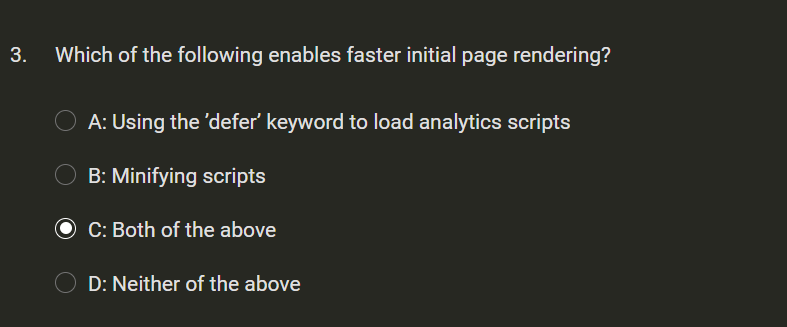 3. Which of the following enables faster initial page rendering?
A: Using the ’defer’ keyword to load analytics scripts
B: Minifying scripts
C: Both of the above
D: Neither of the above